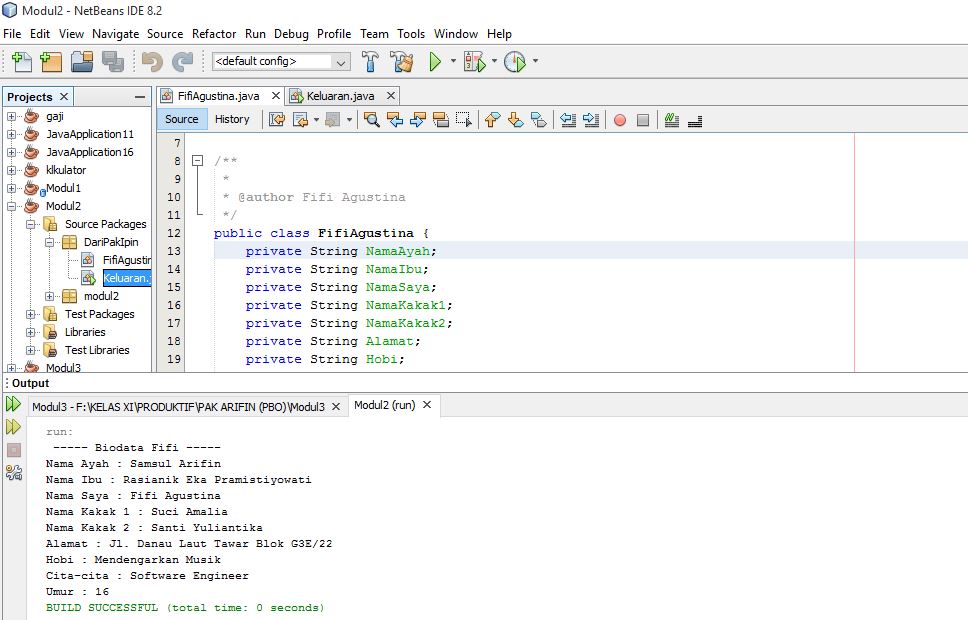 Modul2 - NetBeans IDE 8.2
File Edit View Navigate Source Refactor Run Debug Profile Team Tools Window Help
<default config>
Projects
FifiAgustina.java
Keluaran.java
Source History
gaji
JavaApplication11
JavaApplication16
klkulator
Modul1
Modul2
Source Packages
DariPakIpin
FifiAgustin
Keluaran.j
modul2
Test Packages
Libraries
Test Libraries
Modul3
7
8 /**
9 *
10 * @author Fifi Agustina
11 */
12 public class FifiAgustina {
13 private String NamaAyah;
14 private String NamaIbu;
15 private String NamaSaya;
16 private String NamaKakak1;
17 private String NamaKakak2;
18 private String Alamat;
19 private String Hobi;
Output
Modul3 - F:\KELAS XI\PRODUKTIF\PAK ARIFIN (PBO)\Modul3
Modul2 (run)
run:
----- Biodata Fifi -----
Nama Ayah : Samsul Arifin
Nama Ibu : Rasianik Eka Pramistiyowati
Nama Saya : Fifi Agustina
Nama Kakak 1 : Suci Amalia
Nama Kakak 2 : Santi Yuliantika
Alamat : Jl. Danau Laut Tawar Blok G3E/22
Hobi : Mendengarkan Musik
Cita-cita : Software Engineer
Umur : 16
BUILD SUCCESSFUL (total time: 0 seconds)